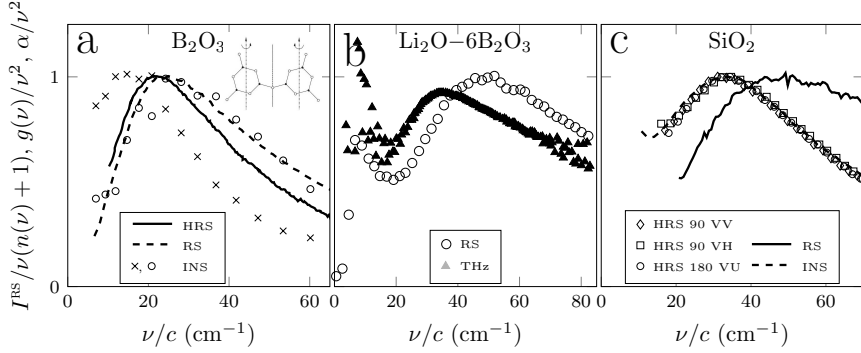 I^RS/ν(n(ν) + 1), g(ν)/ν², α/ν²
a
B₂O₃
1
0
HRS
RS
×, ○ INS
0 20 40 60
ν/c (cm⁻¹)
b
Li₂O−6B₂O₃
RS
THz
0 20 40 60 80
ν/c (cm⁻¹)
c
SiO₂
HRS 90 VV
HRS 90 VH
HRS 180 VU
RS
INS
0 20 40 60
ν/c (cm⁻¹)